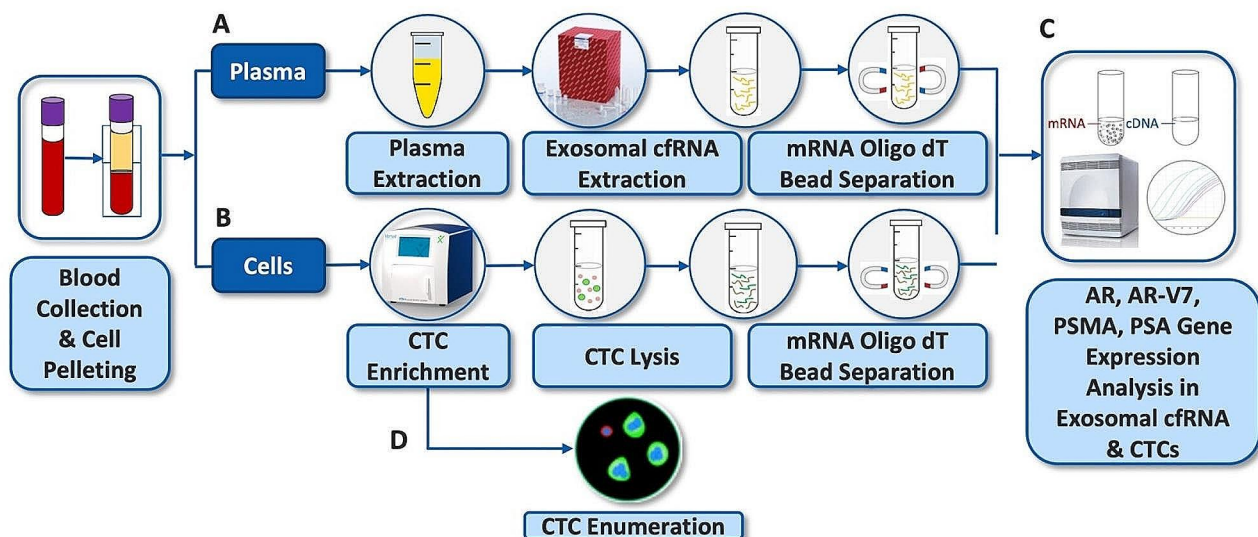 A
Plasma
Plasma
Extraction
Exosomal cfRNA
Extraction
mRNA Oligo dT
Bead Separation
B
Cells
CTC
Enrichment
CTC Lysis
mRNA Oligo dT
Bead Separation
D
CTC Enumeration
Blood
Collection
& Cell
Pelleting
C
mRNA
cDNA
AR, AR-V7,
PSMA, PSA Gene
Expression
Analysis in
Exosomal cfRNA
& CTCs